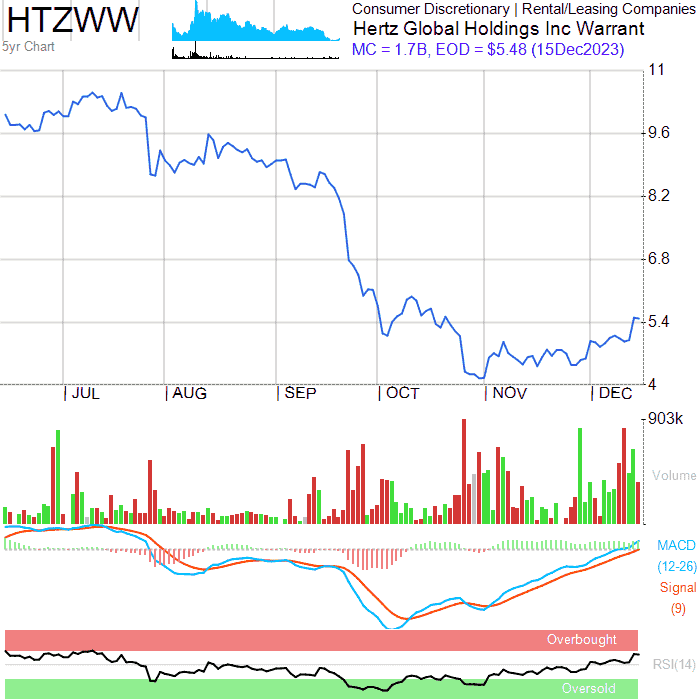 HTZWW
5yr Chart
Consumer Discretionary | Rental/Leasing Companies
Hertz Global Holdings Inc Warrant
MC = 1.7B, EOD = $5.48 (15Dec2023)
11
9.6
8.2
6.8
5.4
4
JUL AUG SEP OCT NOV DEC
903k
Volume
MACD
(12-26)
Signal
(9)
Overbought
RSI(14)
Oversold